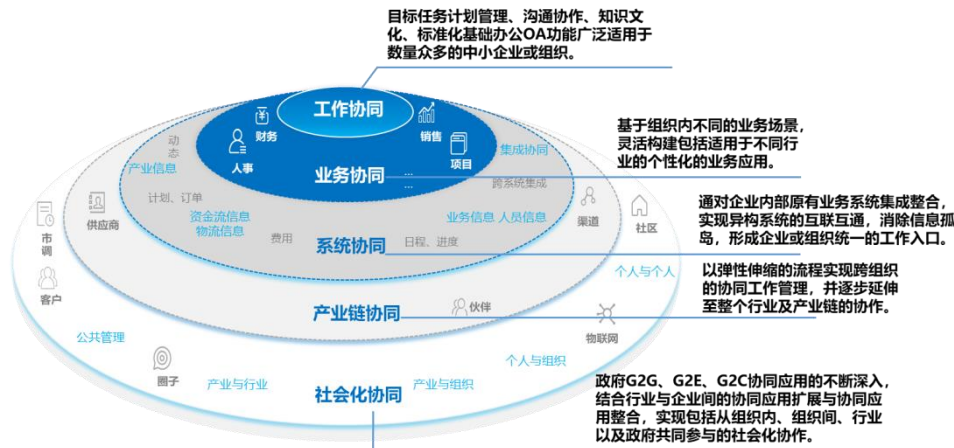 目标任务计划管理、沟通协作、知识文
化、标准化基础办公OA功能广泛适用于
数量众多的中小企业或组织。
工作协同
财务
销售
人事
项目
业务协同
...
...
动
态
产业信息
集成协同
计划、订单
跨系统集成
资金流信息
物流信息
业务信息 人员信息
费用
日程、进度
系统协同
供应商
渠道
市
调
社区
客户
个人与个人
产业链协同
伙伴
物联网
公共管理
个人与组织
圈子
产业与行业
产业与组织
社会化协同
基于组织内不同的业务场景，
灵活构建包括适用于不同行
业的个性化的业务应用。
通对企业内部原有业务系统集成整合，
实现异构系统的互联互通，消除信息孤
岛，形成企业或组织统一的工作入口。
以弹性伸缩的流程实现跨组织
的协同工作管理，并逐步延伸
至整个行业及产业链的协作。
政府G2G、G2E、G2C协同应用的不断深入，
结合行业与企业间的协同应用扩展与协同应
用整合，实现包括从组织内、组织间、行业
以及政府共同参与的社会化协作。